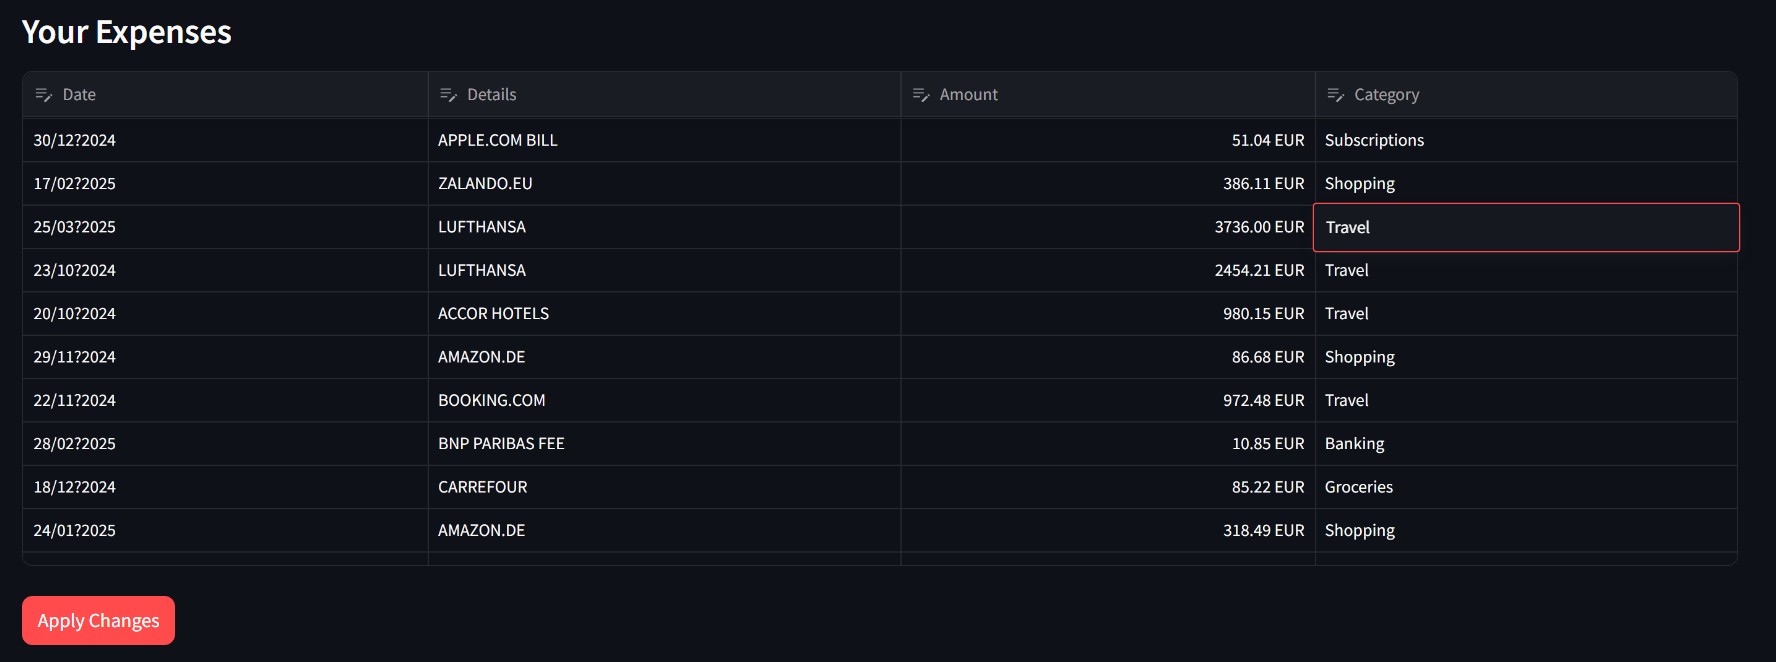 Your Expenses
Date Details Amount Category
30/12?2024 APPLE.COM BILL 51.04 EUR Subscriptions
17/02?2025 ZALANDO.EU 386.11 EUR Shopping
25/03?2025 LUFTHANSA 3736.00 EUR Travel
23/10?2024 LUFTHANSA 2454.21 EUR Travel
20/10?2024 ACCOR HOTELS 980.15 EUR Travel
29/11?2024 AMAZON.DE 86.68 EUR Shopping
22/11?2024 BOOKING.COM 972.48 EUR Travel
28/02?2025 BNP PARIBAS FEE 10.85 EUR Banking
18/12?2024 CARREFOUR 85.22 EUR Groceries
24/01?2025 AMAZON.DE 318.49 EUR Shopping
Apply Changes